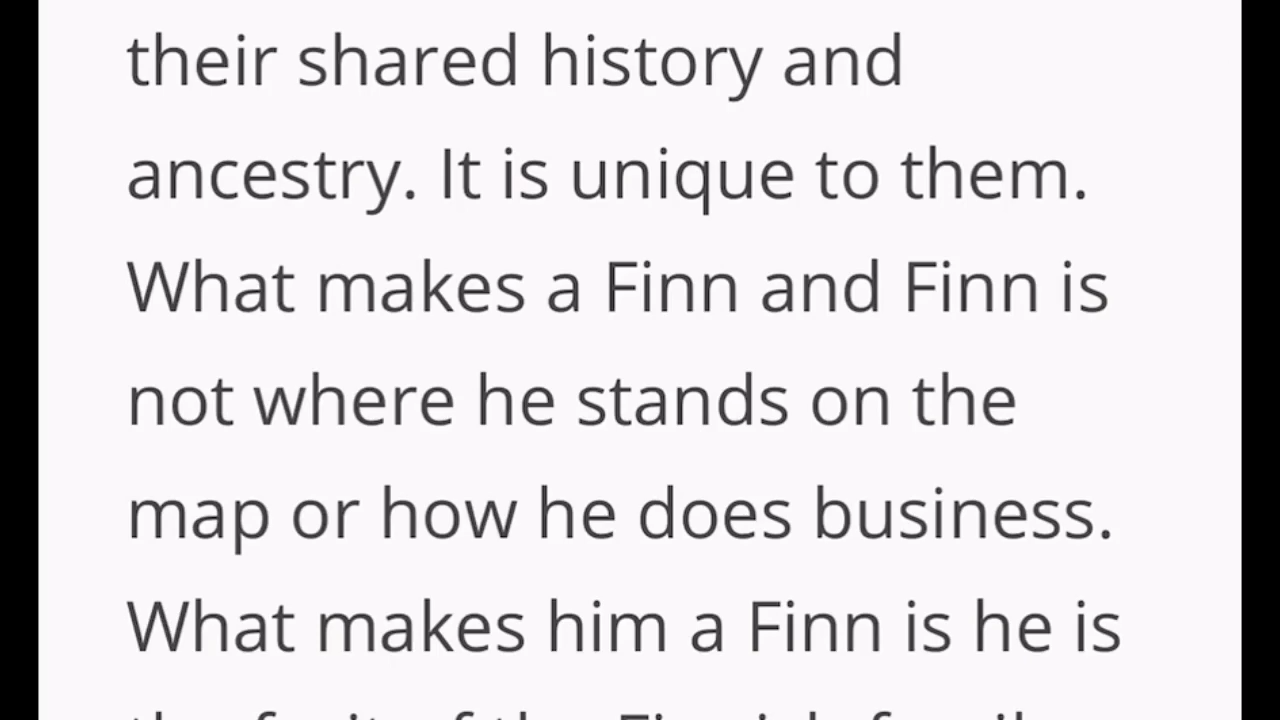 their shared history and
ancestry. It is unique to them.
What makes a Finn and Finn is
not where he stands on the
map or how he does business.
What makes him a Finn is he is